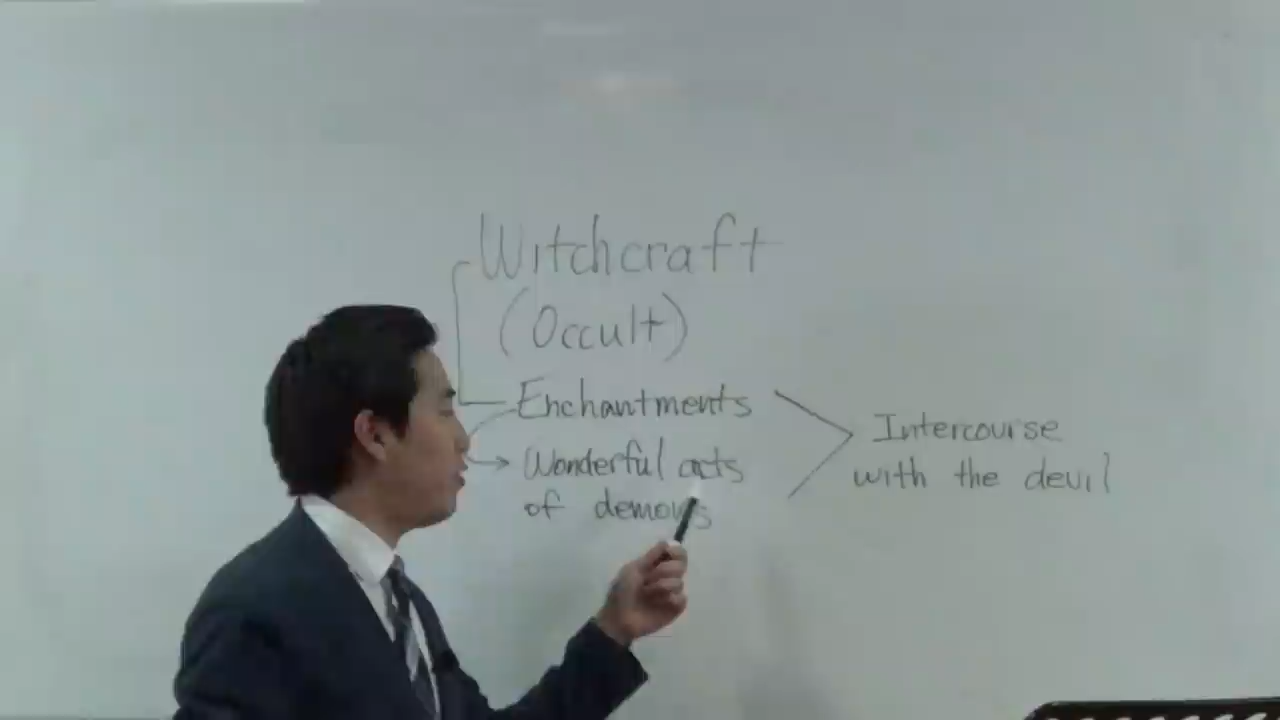 Witchcraft
(Occult)
Enchantments
Wonderful acts
of demons
Intercourse
with the devil